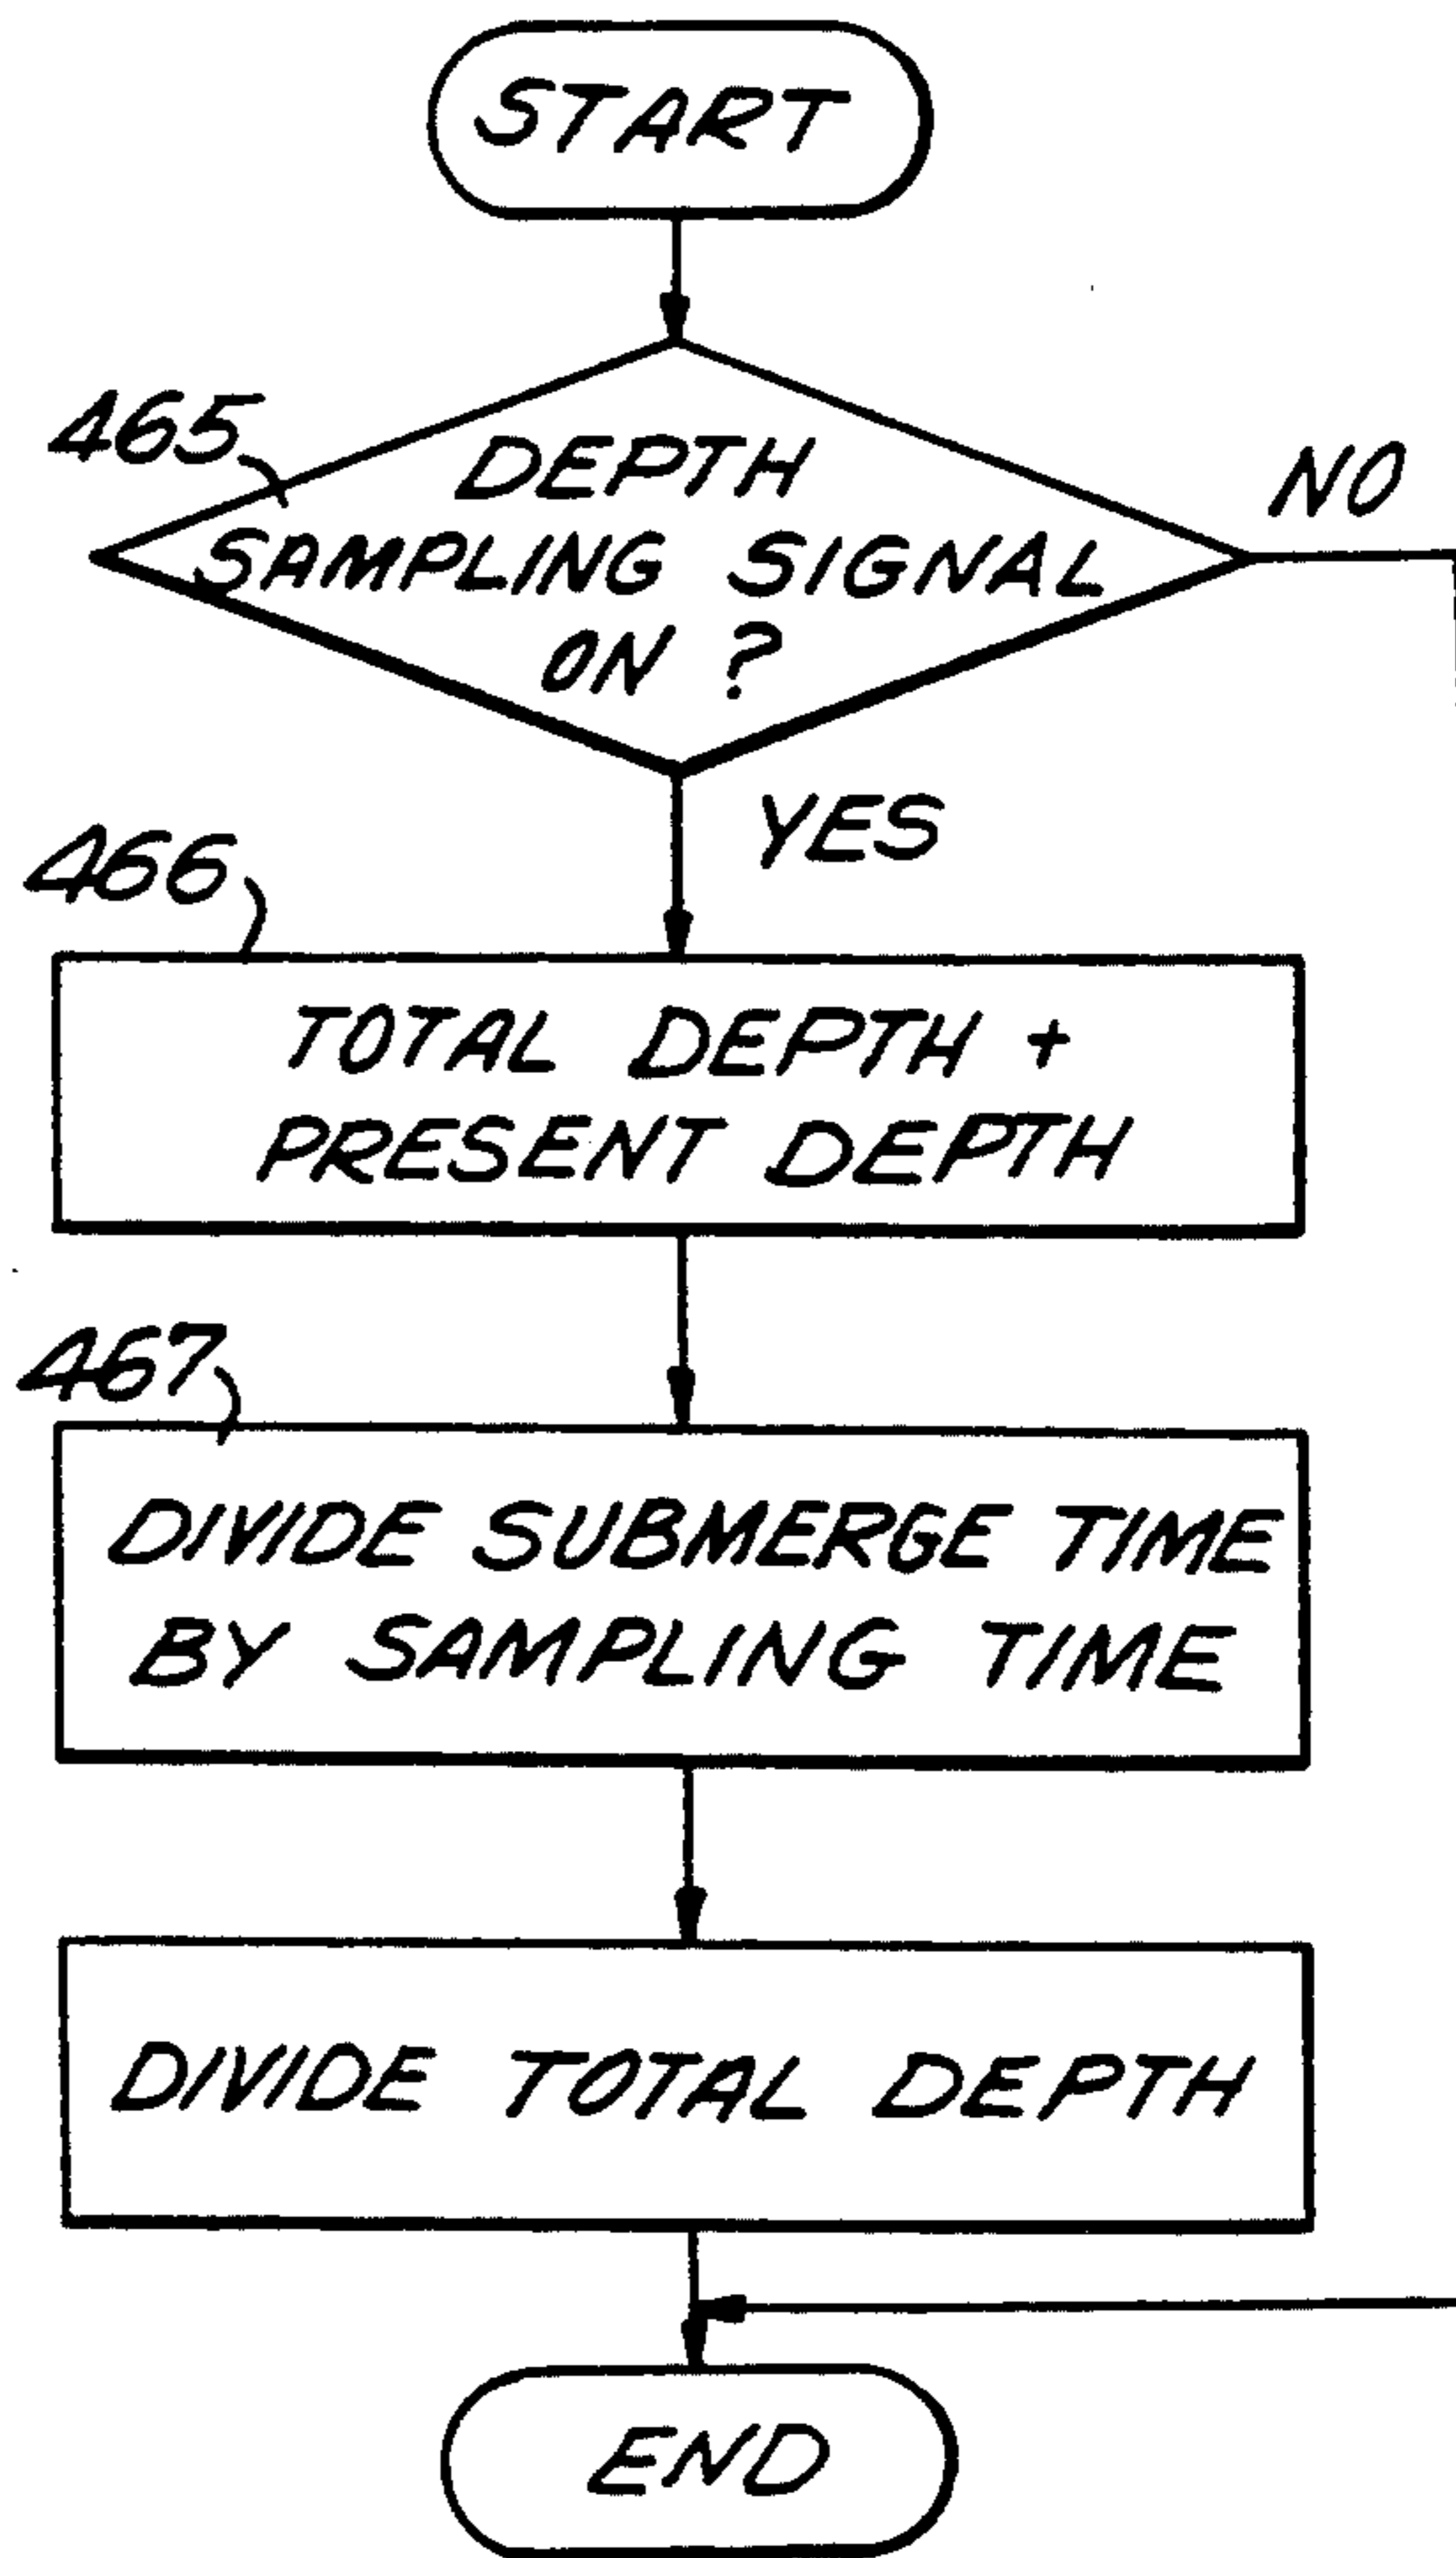 START
465
DEPTH
SAMPLING SIGNAL
ON ?
NO
YES
466
TOTAL DEPTH +
PRESENT DEPTH
467
DIVIDE SUBMERGE TIME
BY SAMPLING TIME
DIVIDE TOTAL DEPTH
END